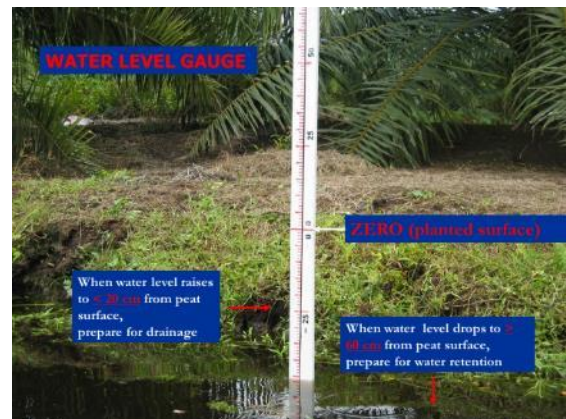 50
WATER LEVEL GAUGE
25
0
ZERO (planted surface)
When water level raises
to < 20 cm from peat
surface,
prepare for drainage
- 25
When water level drops to >
60 cm from peat surface,
prepare for water retention